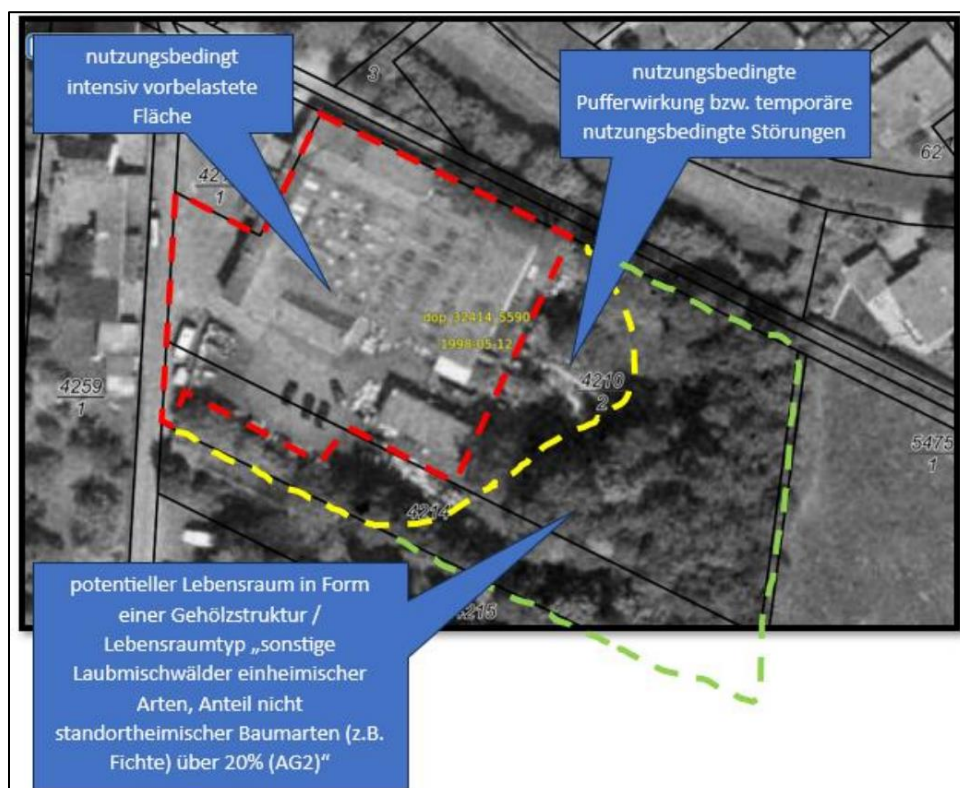 nutzungsbedingt
intensiv vorbelastete
Fläche
nutzungsbedingte
Pufferwirkung bzw. temporäre
nutzungsbedingte Störungen
3
62
1
dop_32414_5590
1998-05-12
4210
2
4259
1
5475
1
4214
potentieller Lebensraum in Form
einer Gehölzstruktur /
Lebensraumtyp „sonstige
Laubmischwälder einheimischer
Arten, Anteil nicht
standortheimischer Baumarten (z.B.
Fichte) über 20% (AG2)“